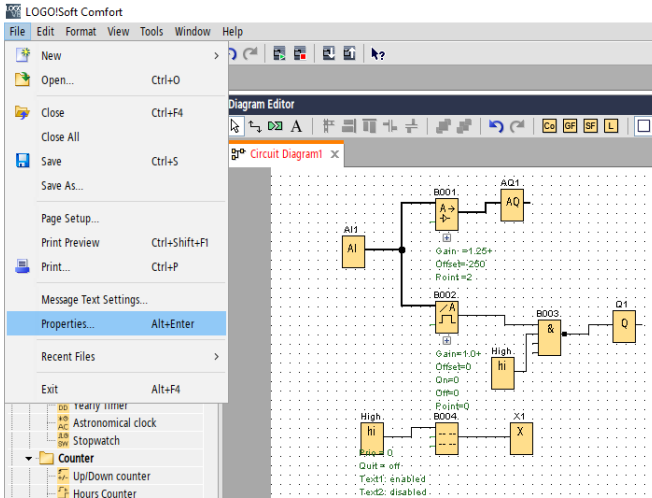 LOGO!Soft Comfort
File Edit Format View Tools Window Help
New
Open... Ctrl+O
Close Ctrl+F4
Close All
Save Ctrl+S
Save As...
Page Setup...
Print Preview Ctrl+Shift+F1
Print... Ctrl+P
Message Text Settings...
Properties... Alt+Enter
Recent Files
Exit Alt+F4
Yearly Timer
Astronomical clock
Stopwatch
Counter
Up/Down counter
Hours Counter
Diagram Editor
A Co GF SF L
Circuit Diagram1
AI1
AI
B001
A→
AQ1
AQ
Gain =1.25+
Offset=-250
Point =2
B002
/A
Gain=1.0+
Offset=0
On=0
Off=0
Point=0
B003
&
Q1
Q
High
hi
High
hi
B004
X1
X
Prio = 0
Quit = off
Text1: enabled
Text2: disabled